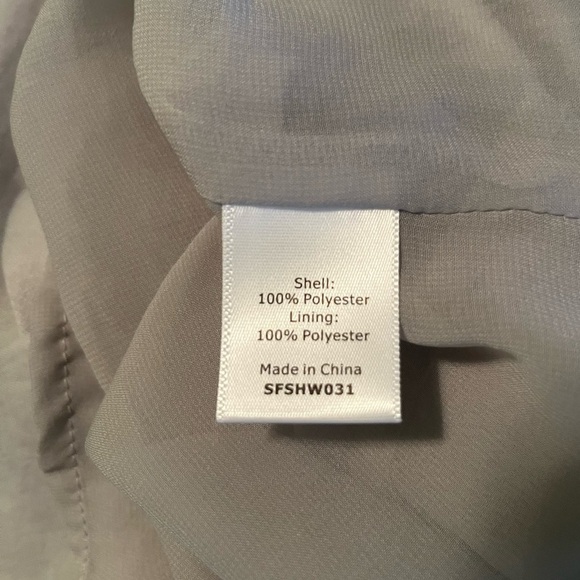 Shell:
100% Polyester
Lining:
100% Polyester
Made in China
SFSHW031